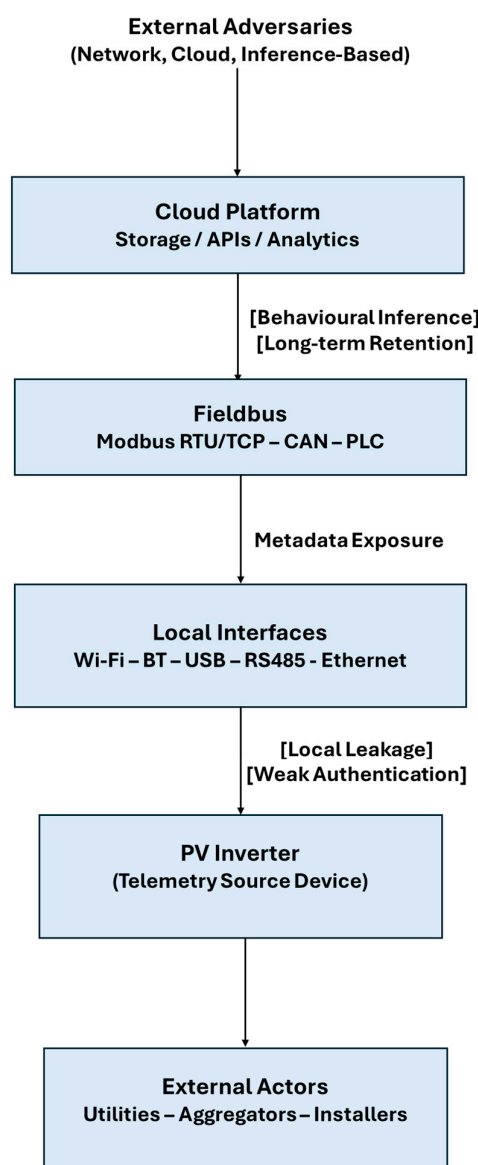 External Adversaries
(Network, Cloud, Inference-Based)
Cloud Platform
Storage / APIs / Analytics
[Behavioural Inference]
[Long-term Retention]
Fieldbus
Modbus RTU/TCP – CAN – PLC
Metadata Exposure
Local Interfaces
Wi-Fi – BT – USB – RS485 - Ethernet
[Local Leakage]
[Weak Authentication]
PV Inverter
(Telemetry Source Device)
External Actors
Utilities – Aggregators – Installers